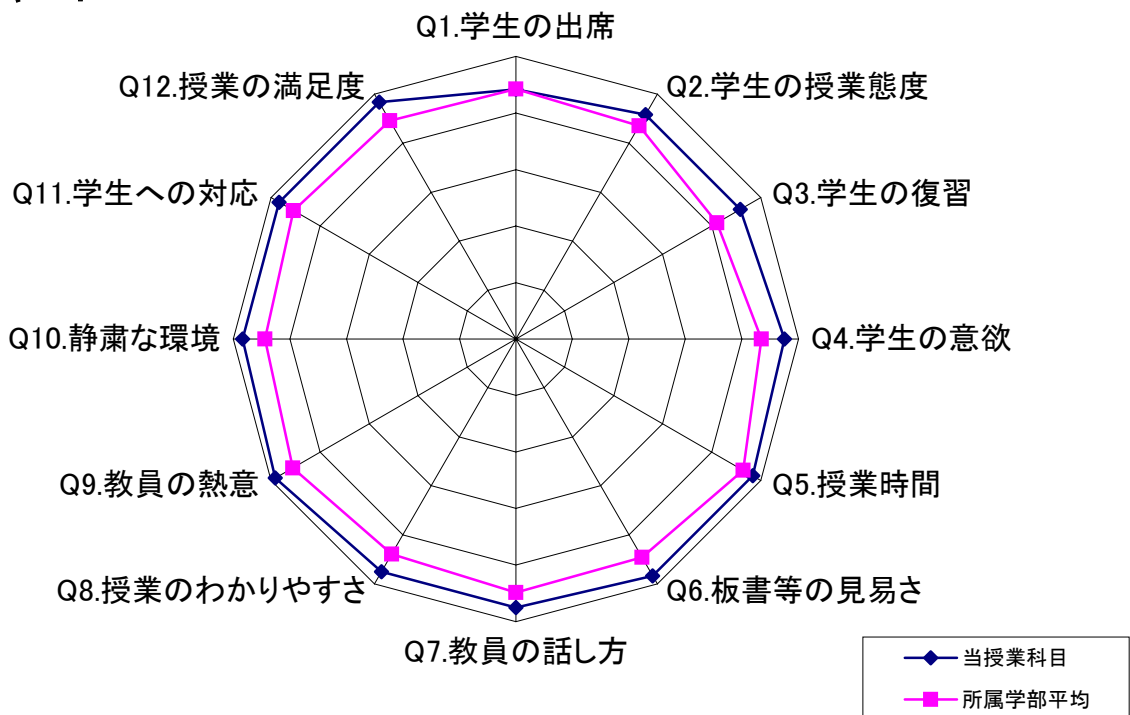 Q1.学生の出席
Q2.学生の授業態度
Q3.学生の復習
Q4.学生の意欲
Q5.授業時間
Q6.板書等の見易さ
Q7.教員の話し方
Q8.授業のわかりやすさ
Q9.教員の熱意
Q10.静粛な環境
Q11.学生への対応
Q12.授業の満足度
当授業科目
所属学部平均